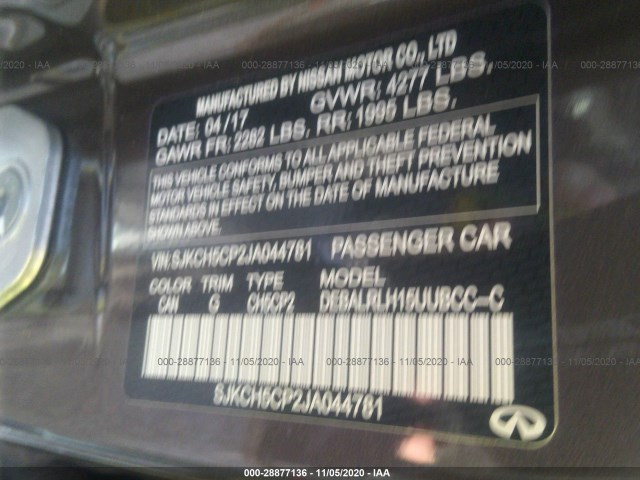 MANUFACTURED BY NISSAN MOTOR CO., LTD
DATE: 04/17 GVWR: 4277 LBS,
GAWR FR: 2282 LBS, RR: 1995 LBS,
THIS VEHICLE CONFORMS TO ALL APPLICABLE FEDERAL
MOTOR VEHICLE SAFETY, BUMPER AND THEFT PREVENTION
STANDARDS IN EFFECT ON THE DATE OF MANUFACTURE
SHOWN ABOVE.
VIN: SJKCH5CP2JA044781 PASSENGER CAR
COLOR TRIM TYPE MODEL
CAN G CH5CP2
SJKCH5CP2JA044781
000-28877136 - 11/05/2020 - IAA